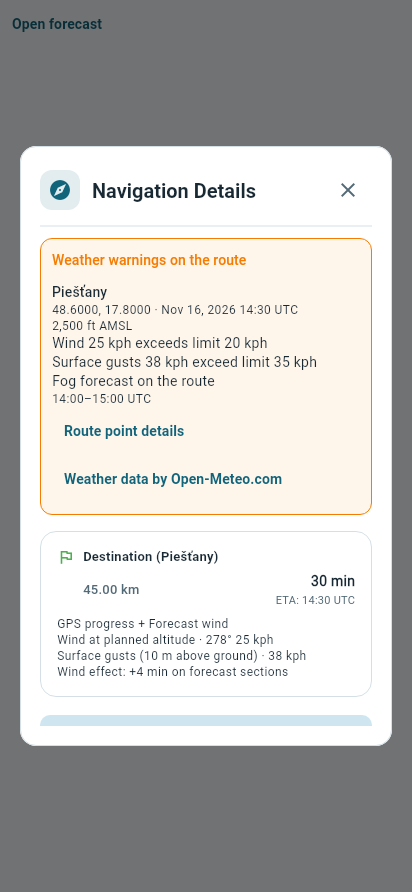 Open forecast
Navigation Details
Weather warnings on the route
Piešťany
48.6000, 17.8000 · Nov 16, 2026 14:30 UTC
2,500 ft AMSL
Wind 25 kph exceeds limit 20 kph
Surface gusts 38 kph exceed limit 35 kph
Fog forecast on the route
14:00–15:00 UTC
Route point details
Weather data by Open-Meteo.com
Destination (Piešťany)
45.00 km
30 min
ETA: 14:30 UTC
GPS progress + Forecast wind
Wind at planned altitude · 278° 25 kph
Surface gusts (10 m above ground) · 38 kph
Wind effect: +4 min on forecast sections